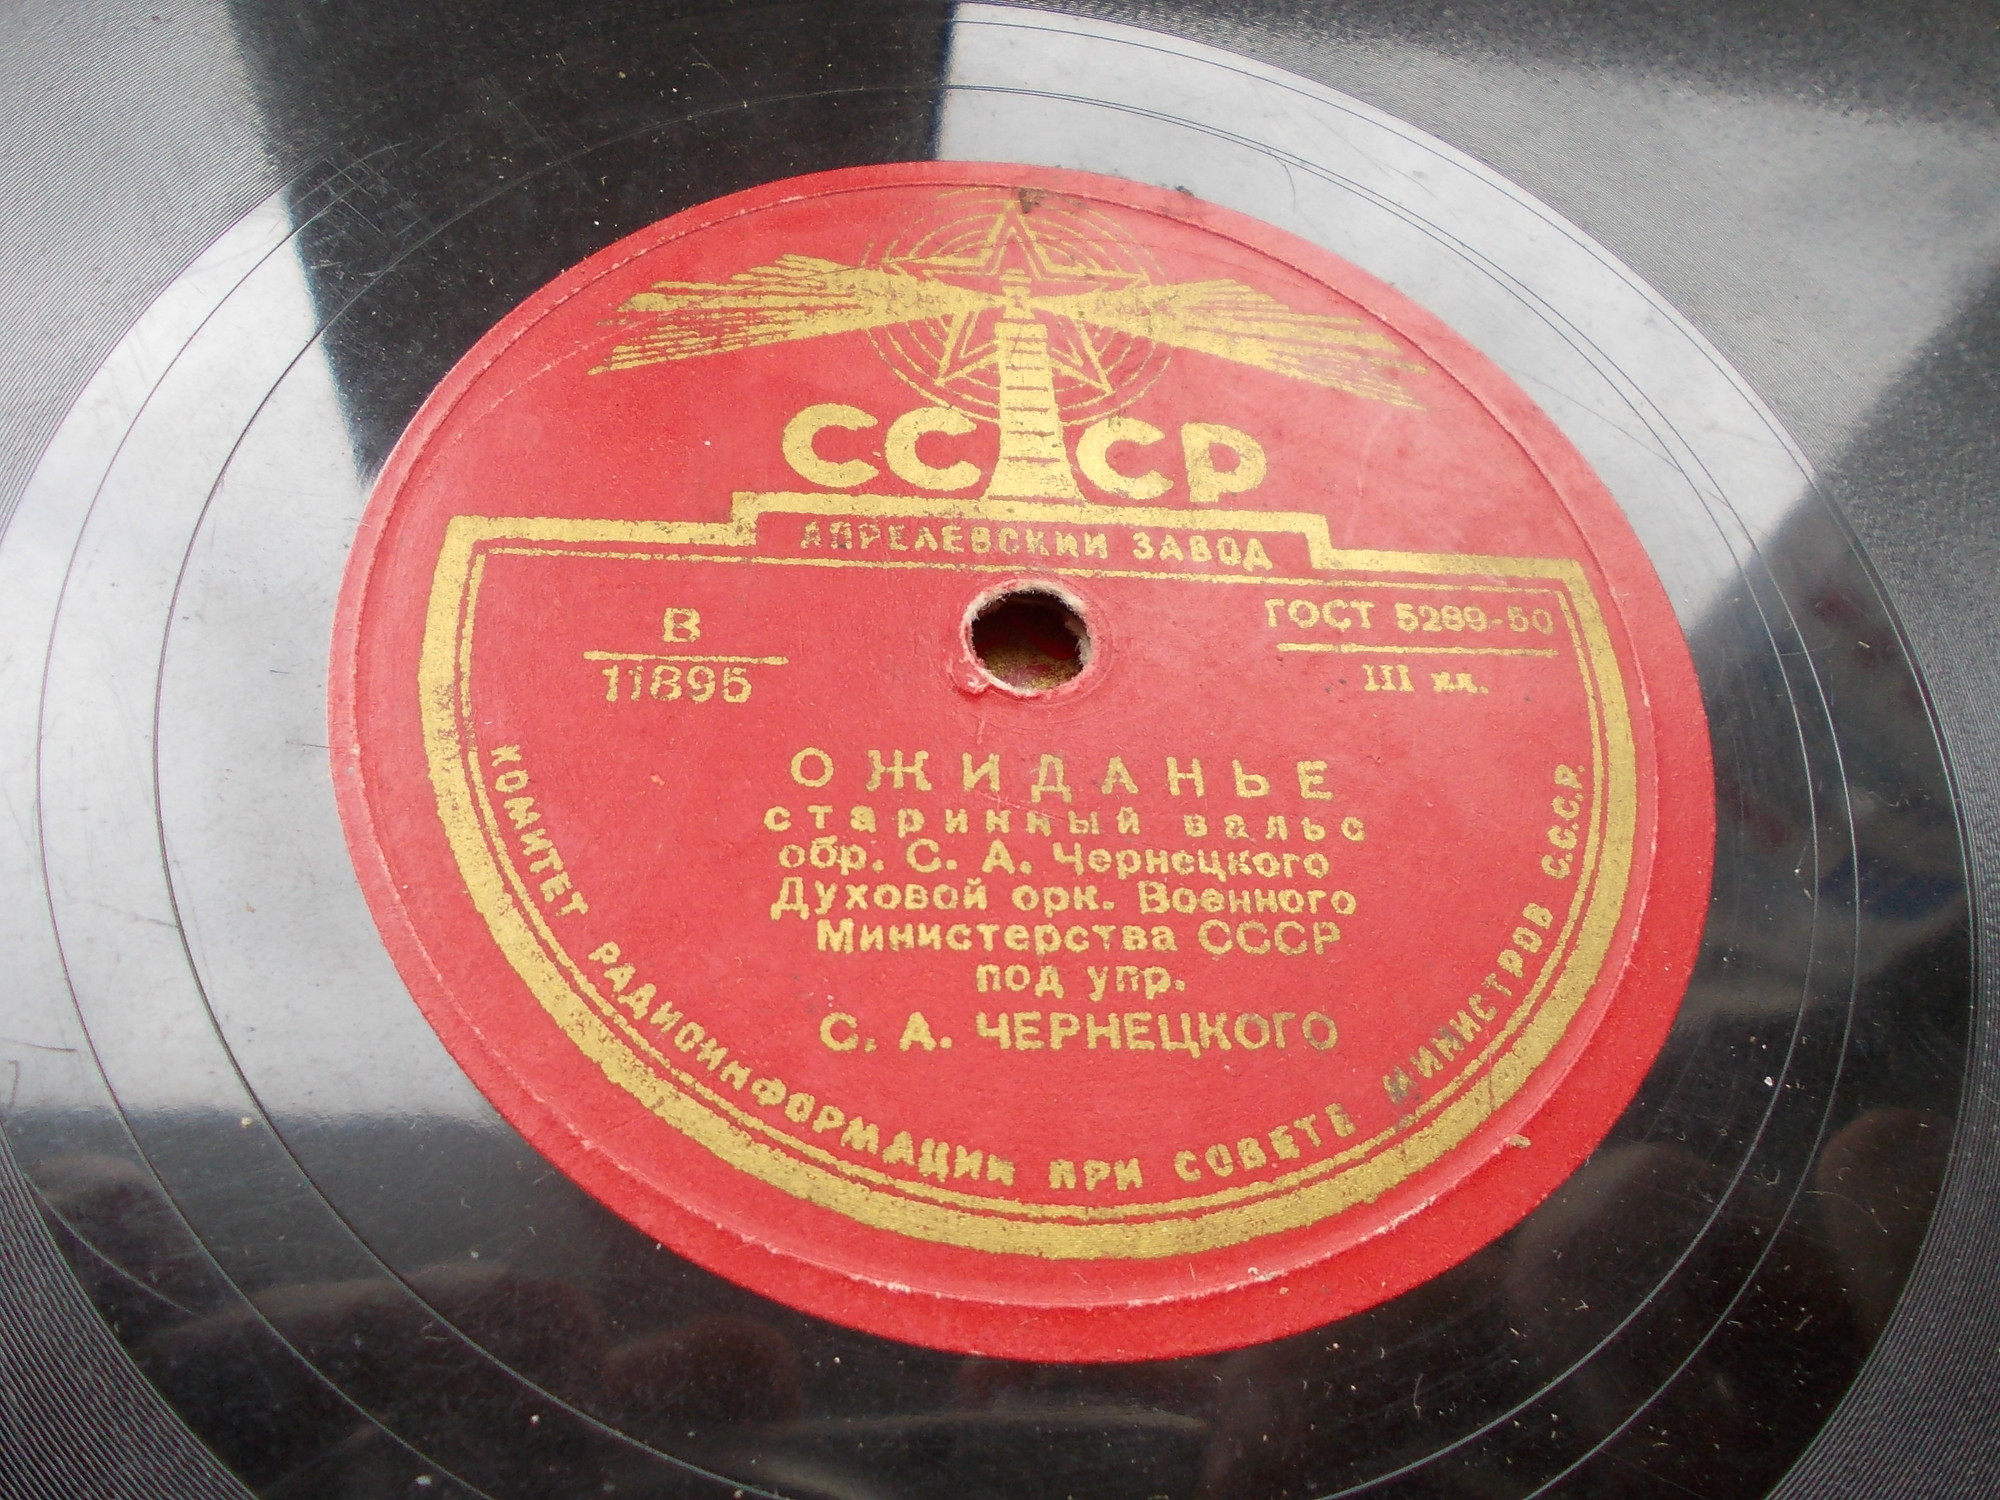 СССР
АПРЕЛЕВСКИЙ ЗАВОД
В
11895
ГОСТ 5289-50
III кл.
ОЖИДАНЬЕ
старинный вальс
обр. С. А. Чернецкого
Духовой орк. Военного
Министерства СССР
под упр.
С. А. ЧЕРНЕЦКОГО
КОМИТЕТ РАДИОИНФОРМАЦИИ ПРИ СОВЕТЕ МИНИСТРОВ С.С.С.Р.